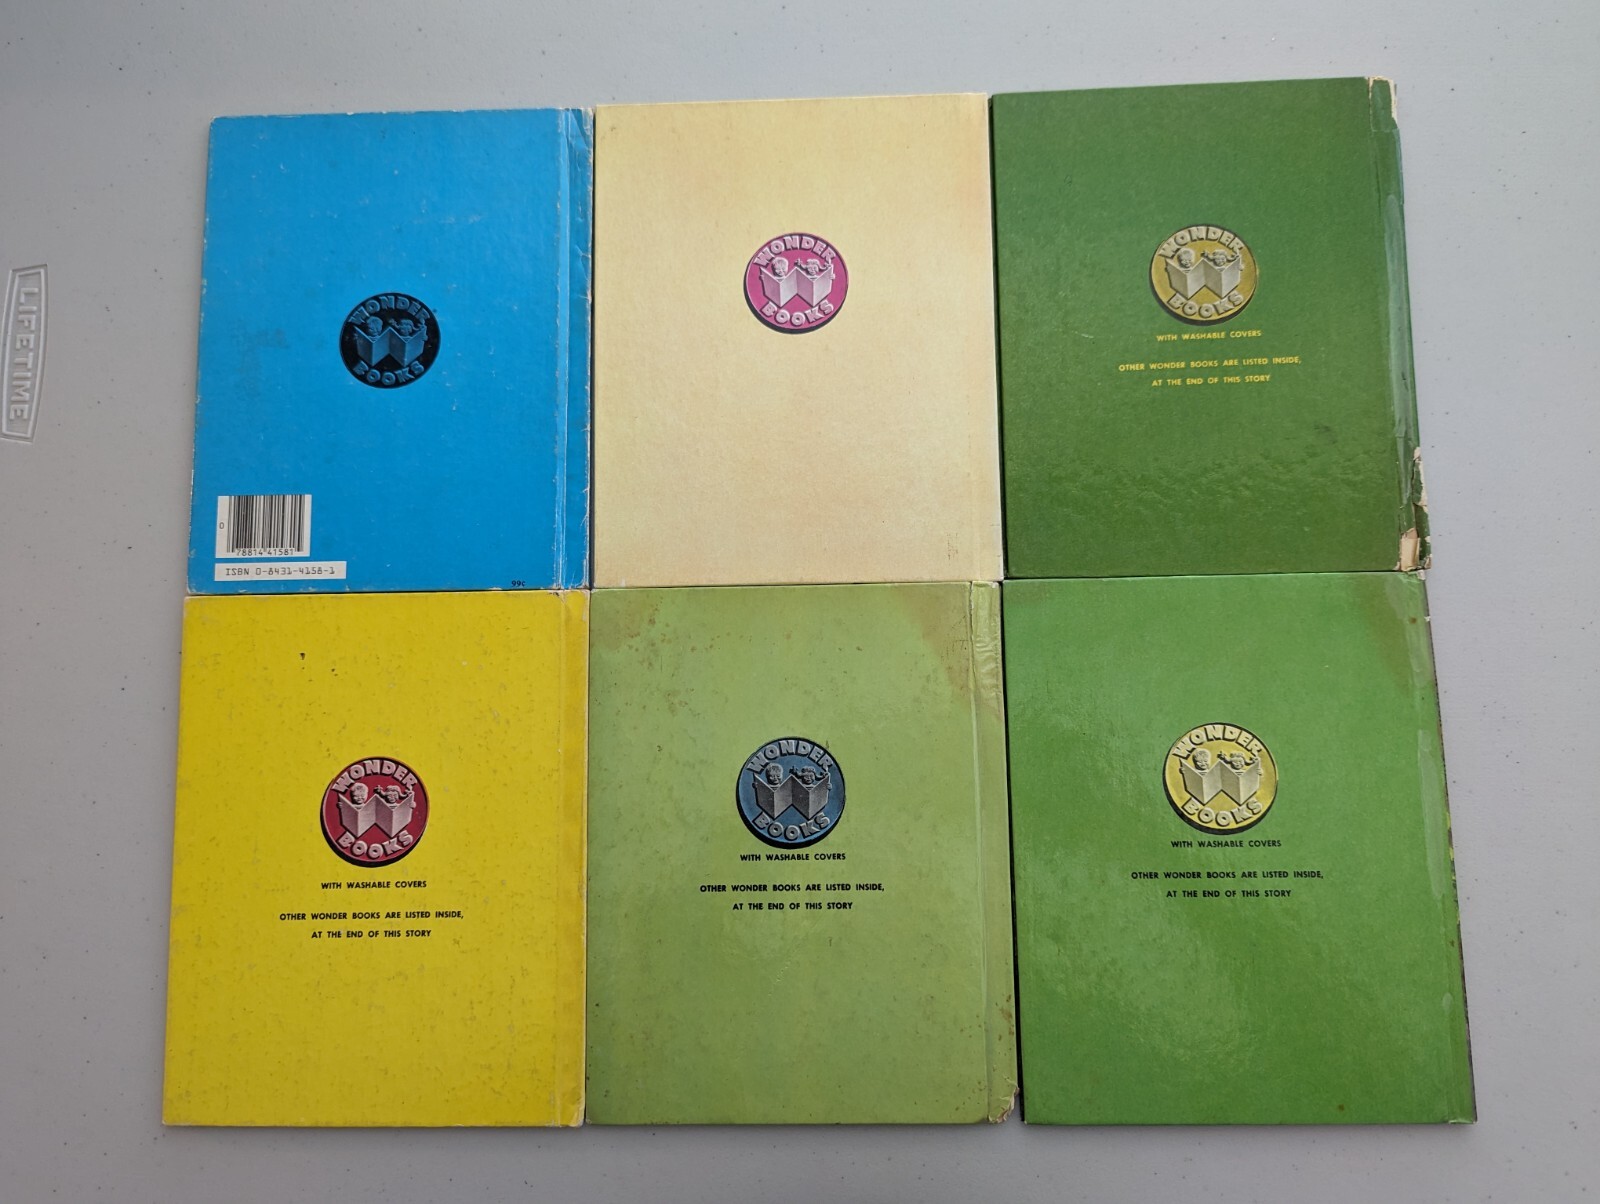 LIFETIME
WONDER
BOOKS
0
78814 41581
ISBN 0-8431-4158-1
99¢
WONDER
BOOKS
WONDER
BOOKS
WITH WASHABLE COVERS
OTHER WONDER BOOKS ARE LISTED INSIDE,
AT THE END OF THIS STORY
WONDER
BOOKS
WITH WASHABLE COVERS
OTHER WONDER BOOKS ARE LISTED INSIDE,
AT THE END OF THIS STORY
WONDER
BOOKS
WITH WASHABLE COVERS
OTHER WONDER BOOKS ARE LISTED INSIDE,
AT THE END OF THIS STORY
WONDER
BOOKS
WITH WASHABLE COVERS
OTHER WONDER BOOKS ARE LISTED INSIDE,
AT THE END OF THIS STORY